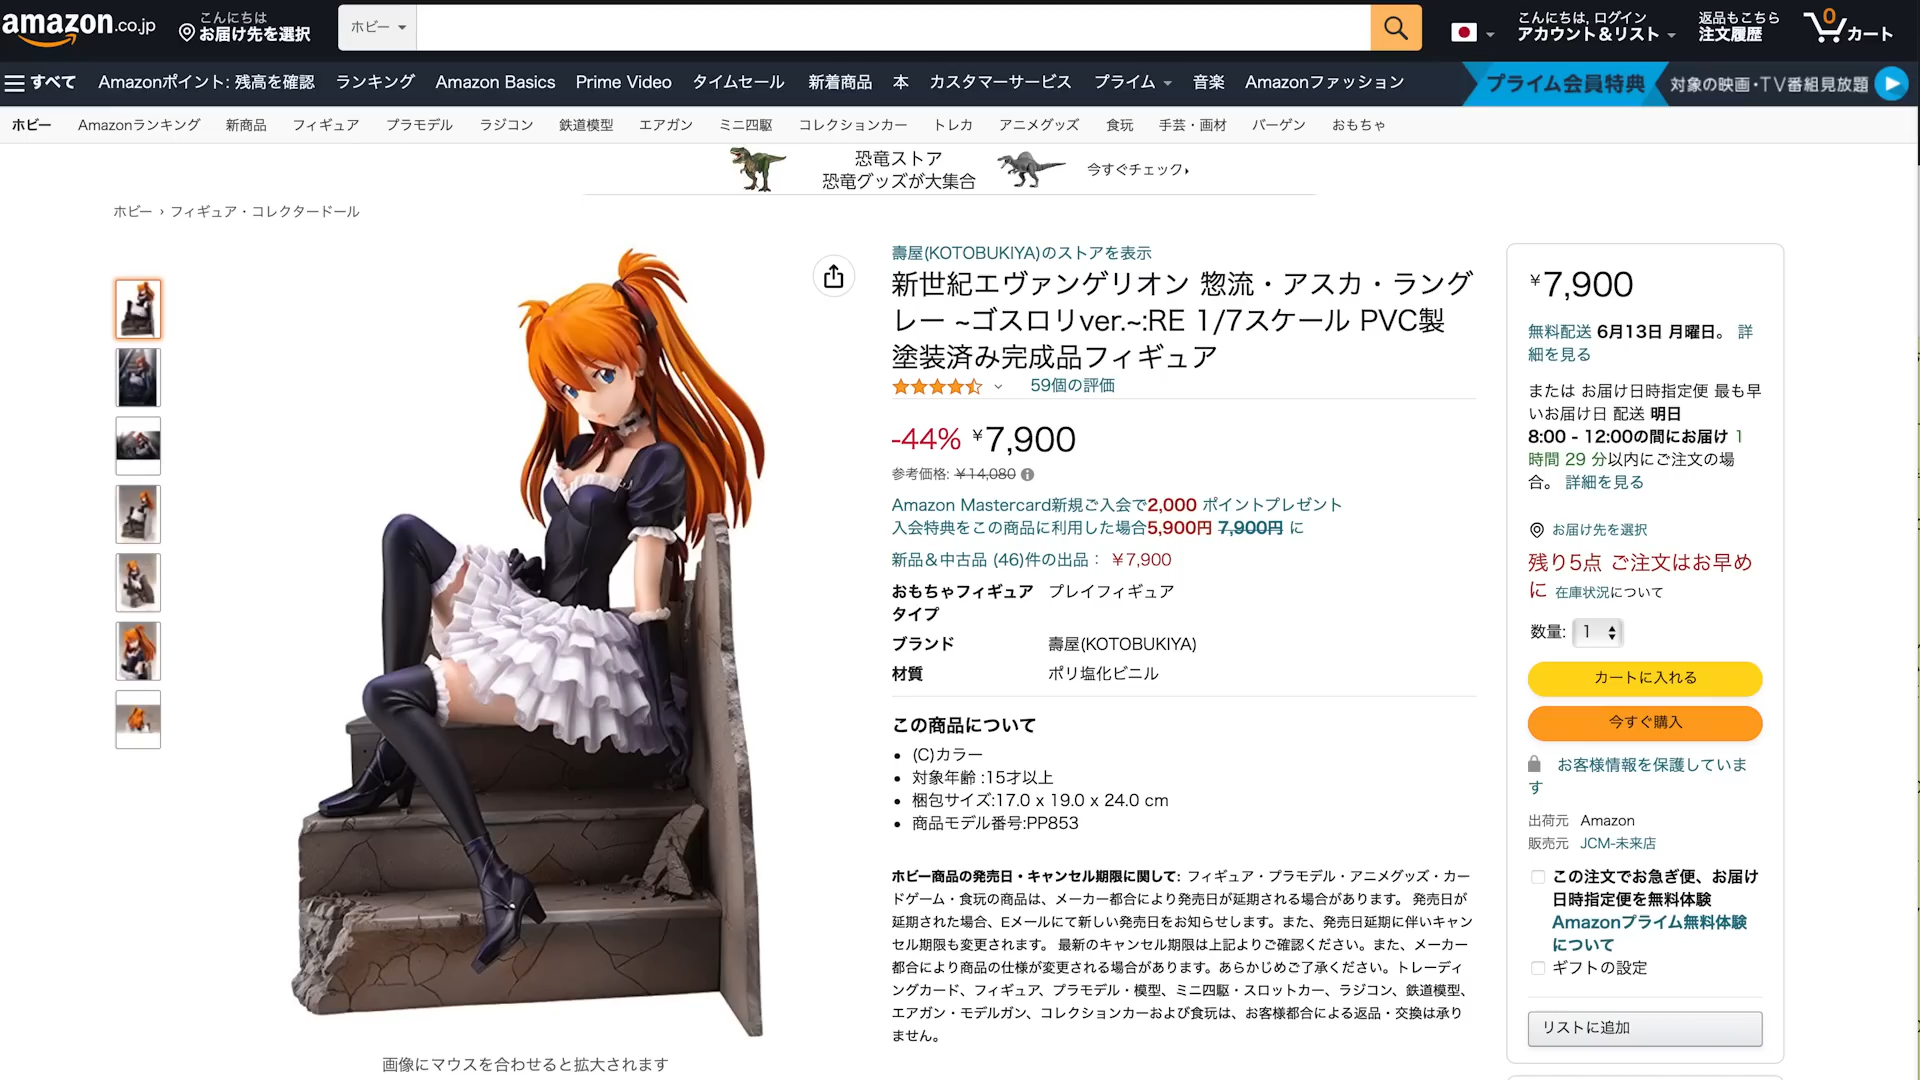 amazon.co.jp
こんにちは
お届け先を選択
ホビー
こんにちは, ログイン
アカウント＆リスト
返品もこちら
注文履歴
0
カート
すべて
Amazonポイント: 残高を確認
ランキング
Amazon Basics
Prime Video
タイムセール
新着商品
本
カスタマーサービス
プライム
音楽
Amazonファッション
プライム会員特典
対象の映画・TV番組見放題
ホビー
Amazonランキング
新商品
フィギュア
プラモデル
ラジコン
鉄道模型
エアガン
ミニ四駆
コレクションカー
トレカ
アニメグッズ
食玩
手芸・画材
バーゲン
おもちゃ
恐竜ストア
恐竜グッズが大集合
今すぐチェック
ホビー › フィギュア・コレクタードール
壽屋(KOTOBUKIYA)のストアを表示
新世紀エヴァンゲリオン 惣流・アスカ・ラング
レー ~ゴスロリver.~:RE 1/7スケール PVC製
塗装済み完成品フィギュア
59個の評価
-44% ¥7,900
参考価格: ¥14,080
Amazon Mastercard新規ご入会で2,000 ポイントプレゼント
入会特典をこの商品に利用した場合5,900円 7,900円 に
新品＆中古品 (46)件の出品： ¥7,900
おもちゃフィギュア
タイプ
プレイフィギュア
ブランド
壽屋(KOTOBUKIYA)
材質
ポリ塩化ビニル
この商品について
(C)カラー
対象年齢 :15才以上
梱包サイズ:17.0 x 19.0 x 24.0 cm
商品モデル番号:PP853
ホビー商品の発売日・キャンセル期限に関して: フィギュア・プラモデル・アニメグッズ・カー
ドゲーム・食玩の商品は、メーカー都合により発売日が延期される場合があります。 発売日が
延期された場合、Eメールにて新しい発売日をお知らせします。また、発売日延期に伴いキャン
セル期限も変更されます。 最新のキャンセル期限は上記よりご確認ください。また、メーカー
都合により商品の仕様が変更される場合があります。あらかじめご了承ください。トレーディ
ングカード、フィギュア、プラモデル・模型、ミニ四駆・スロットカー、ラジコン、鉄道模型、
エアガン・モデルガン、コレクションカーおよび食玩は、お客様都合による返品・交換は承り
ません。
画像にマウスを合わせると拡大されます
¥7,900
無料配送 6月13日 月曜日。 詳
細を見る
または お届け日時指定便 最も早
いお届け日 配送 明日
8:00 - 12:00の間にお届け 1
時間 29 分以内にご注文の場
合。 詳細を見る
お届け先を選択
残り5点 ご注文はお早め
に 在庫状況について
数量: 1
カートに入れる
今すぐ購入
お客様情報を保護していま
す
出荷元 Amazon
販売元 JCM-未来店
この注文でお急ぎ便、お届け
日時指定便を無料体験
Amazonプライム無料体験
について
ギフトの設定
リストに追加